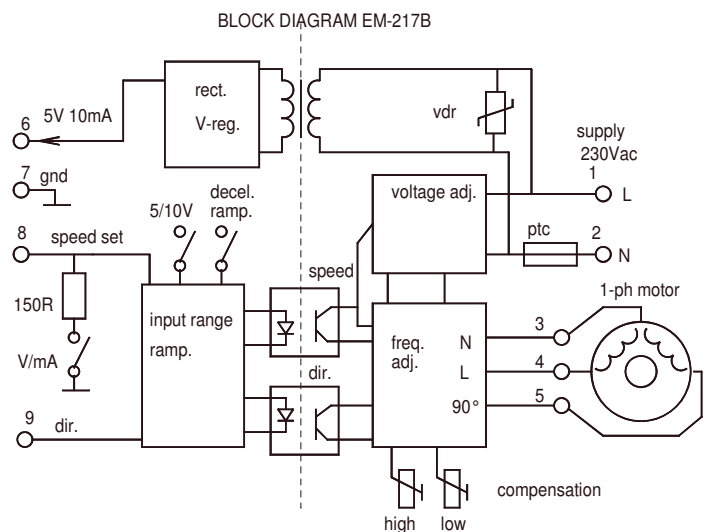 BLOCK DIAGRAM EM-217B
rect.
V-reg.
5V 10mA
6
vdr
supply
230Vac
1
L
7
gnd
5/10V
decel.
ramp.
voltage adj.
ptc
2
N
8
speed set
speed
150R
V/mA
input range
ramp.
freq.
adj.
N
L
90°
3
4
5
1-ph motor
dir.
9
dir.
compensation
high
low